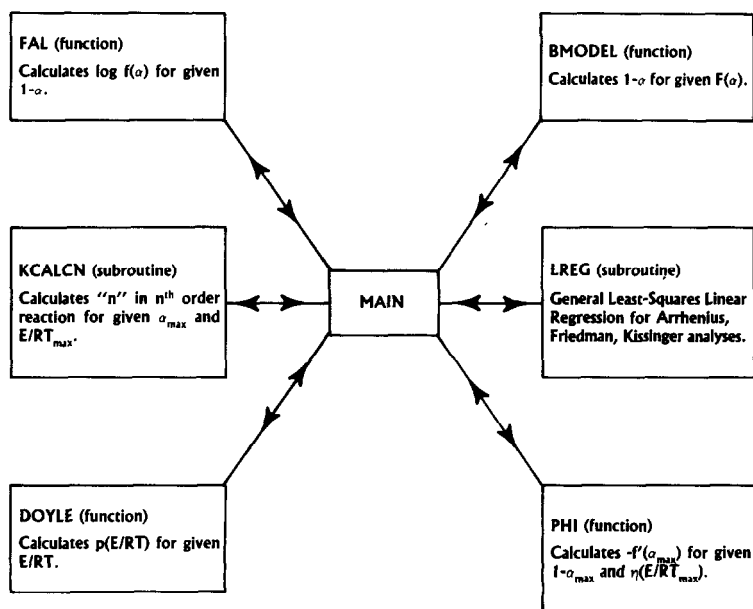 FAL (function)
Calculates log f(α) for given
1-α.
BMODEL (function)
Calculates 1-α for given F(α).
KCALCN (subroutine)
Calculates "n" in nth order
reaction for given αmax and
E/RTmax.
MAIN
LREG (subroutine)
General Least-Squares Linear
Regression for Arrhenius,
Friedman, Kissinger analyses.
DOYLE (function)
Calculates p(E/RT) for given
E/RT.
PHI (function)
Calculates -f'(αmax) for given
1-αmax and η(E/RTmax).